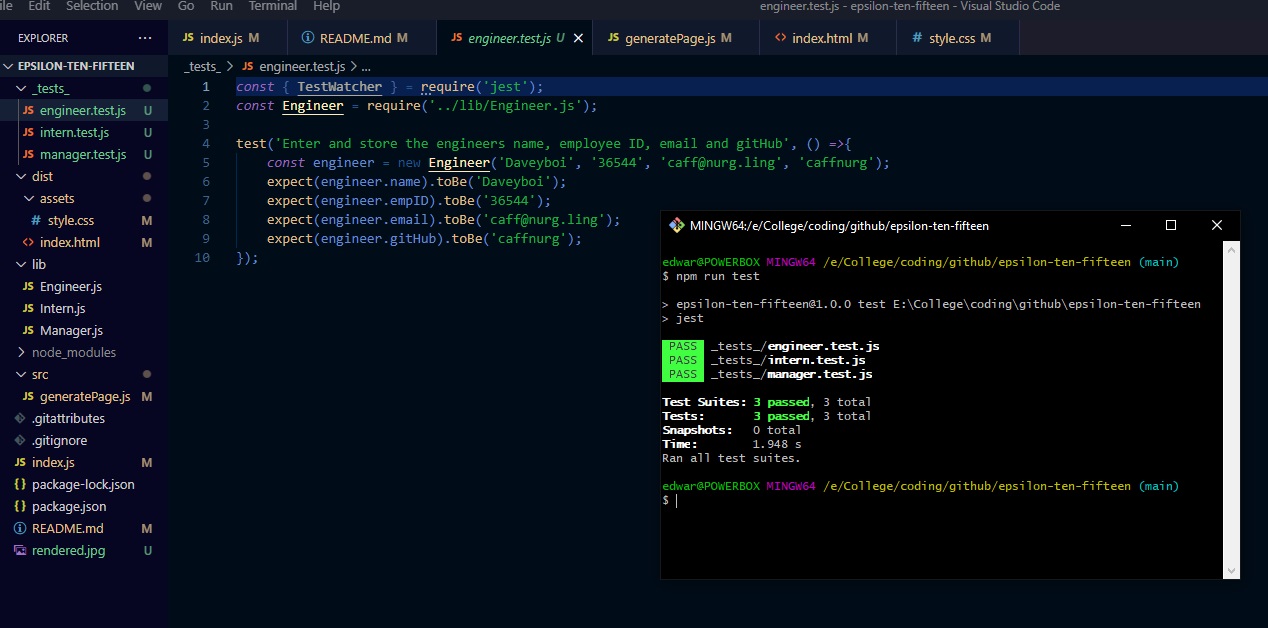 ile Edit Selection View Go Run Terminal Help engineer.test.js - epsilon-ten-fifteen - Visual Studio Code
EXPLORER ...
JS index.js M README.md M JS engineer.test.js U × JS generatePage.js M <> index.html M # style.css M
EPSILON-TEN-FIFTEEN
_tests_
JS engineer.test.js U
JS intern.test.js U
JS manager.test.js U
dist
assets
# style.css M
<> index.html M
lib
JS Engineer.js
JS Intern.js
JS Manager.js
node_modules
src
JS generatePage.js M
.gitattributes
.gitignore
JS index.js M
{} package-lock.json
{} package.json
README.md M
rendered.jpg U
_tests_ > JS engineer.test.js > ...
1 const { TestWatcher } = require('jest');
2 const Engineer = require('../lib/Engineer.js');
3
4 test('Enter and store the engineers name, employee ID, email and gitHub', () =>{
5 const engineer = new Engineer('Daveyboi', '36544', 'caff@nurg.ling', 'caffnurg');
6 expect(engineer.name).toBe('Daveyboi');
7 expect(engineer.empID).toBe('36544');
8 expect(engineer.email).toBe('caff@nurg.ling');
9 expect(engineer.gitHub).toBe('caffnurg');
10 });
MINGW64:/e/College/coding/github/epsilon-ten-fifteen
edwar@POWERBOX MINGW64 /e/College/coding/github/epsilon-ten-fifteen (main)
$ npm run test
> epsilon-ten-fifteen@1.0.0 test E:\College\coding\github\epsilon-ten-fifteen
> jest
PASS _tests_/engineer.test.js
PASS _tests_/intern.test.js
PASS _tests_/manager.test.js
Test Suites: 3 passed, 3 total
Tests: 3 passed, 3 total
Snapshots: 0 total
Time: 1.948 s
Ran all test suites.
edwar@POWERBOX MINGW64 /e/College/coding/github/epsilon-ten-fifteen (main)
$